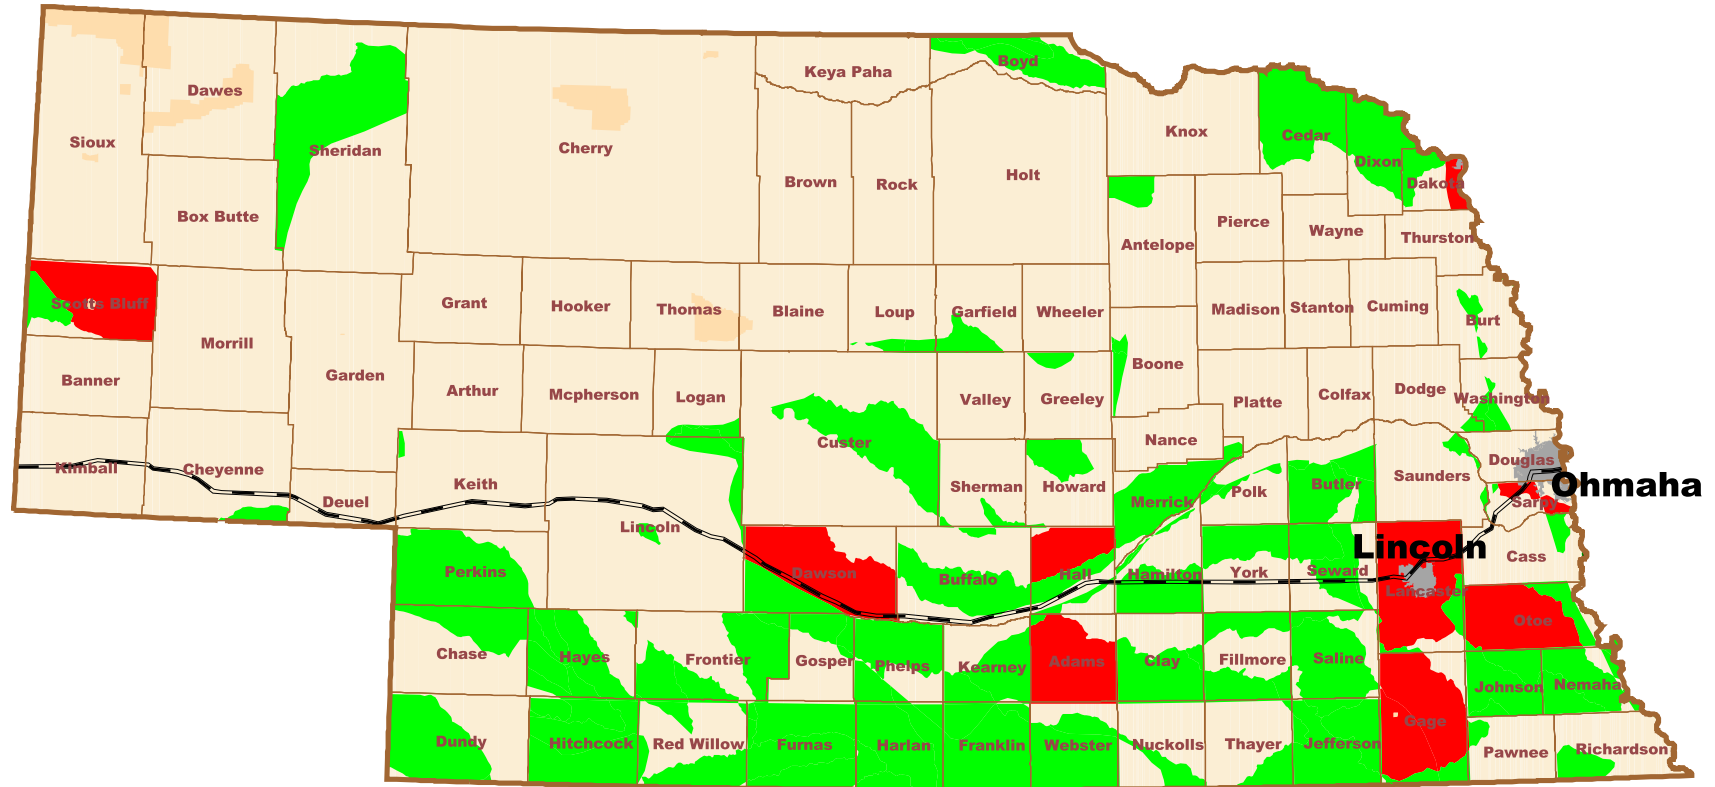 Boyd
Keya Paha
Dawes
Knox
Cedar
Sioux
Sheridan
Cherry
Dixon
Brown
Rock
Holt
Dakota
Box Butte
Pierce
Wayne
Antelope
Thurston
Scotts Bluff
Grant
Hooker
Thomas
Blaine
Loup
Garfield
Wheeler
Madison
Stanton
Cuming
Burt
Morrill
Boone
Banner
Garden
Arthur
Mcpherson
Logan
Valley
Greeley
Platte
Colfax
Dodge
Washington
Custer
Nance
Kimball
Cheyenne
Douglas
Keith
Sherman
Howard
Saunders
Ohmaha
Deuel
Merrick
Polk
Butler
Sarpy
Lincoln
Lincoln
Cass
Perkins
Dawson
Buffalo
Hall
Hamilton
York
Seward
Lancaster
Otoe
Chase
Hayes
Frontier
Gosper
Phelps
Kearney
Adams
Clay
Fillmore
Saline
Johnson
Nemaha
Gage
Dundy
Hitchcock
Red Willow
Furnas
Harlan
Franklin
Webster
Nuckolls
Thayer
Jefferson
Pawnee
Richardson